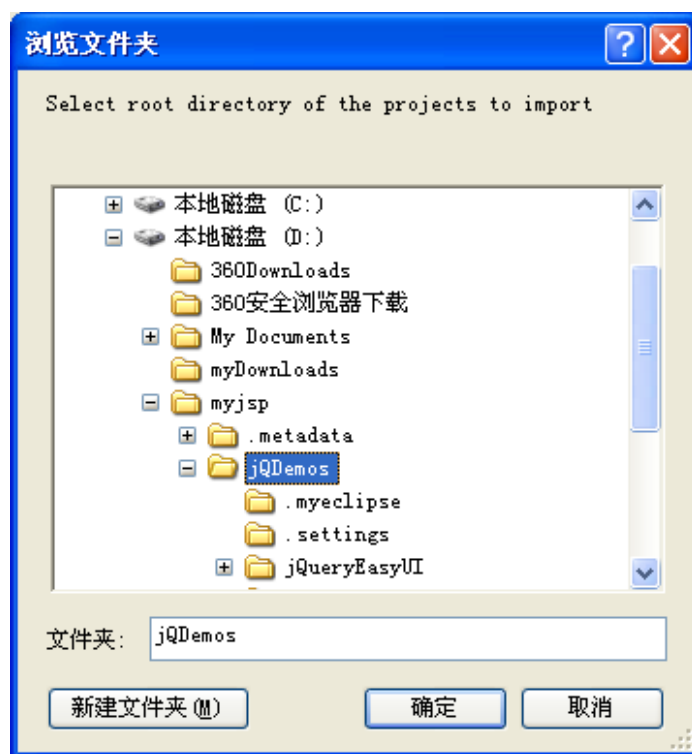 浏览文件夹
Select root directory of the projects to import
本地磁盘 (C:)
本地磁盘 (D:)
360Downloads
360安全浏览器下载
My Documents
myDownloads
myjsp
.metadata
jQDemos
.myeclipse
.settings
jQueryEasyUI
文件夹: jQDemos
新建文件夹(M) 确定 取消